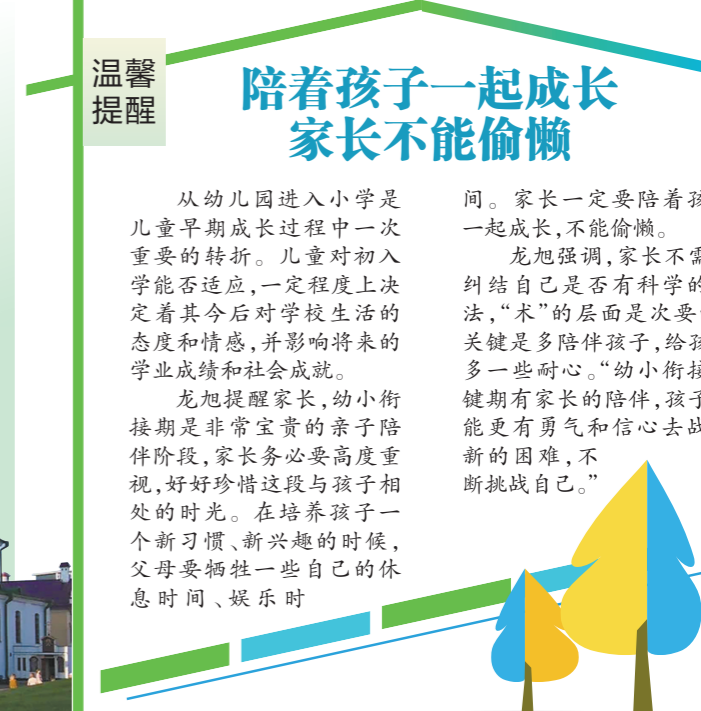 温馨
提醒
陪着孩子一起成长
家长不能偷懒
从幼儿园进入小学是
儿童早期成长过程中一次
重要的转折。儿童对初入
学能否适应,一定程度上决
定着其今后对学校生活的
态度和情感,并影响将来的
学业成绩和社会成就。
龙旭提醒家长,幼小衔
接期是非常宝贵的亲子陪
伴阶段,家长务必要高度重
视,好好珍惜这段与孩子相
处的时光。在培养孩子一
个新习惯、新兴趣的时候,
父母要牺牲一些自己的休
息时间、娱乐时
间。家长一定要陪着孩
一起成长,不能偷懒。
龙旭强调,家长不需
纠结自己是否有科学的
法,“术”的层面是次要
关键是多陪伴孩子,给孩
多一些耐心。“幼小衔接
键期有家长的陪伴,孩子
能更有勇气和信心去战
新的困难,不
断挑战自己。”